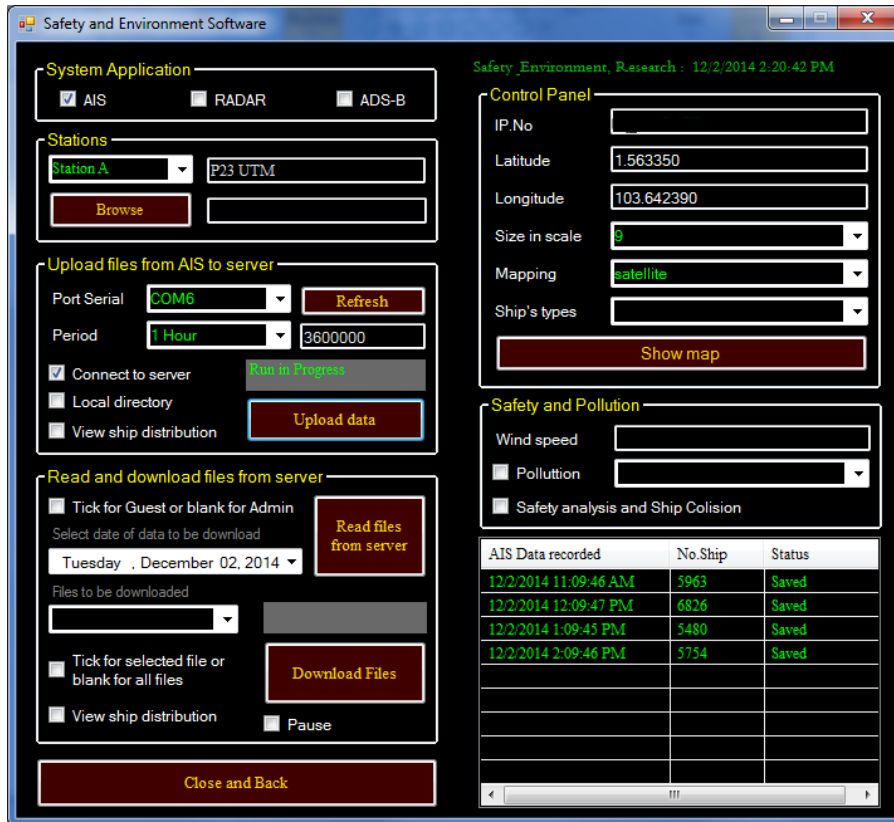 Safety and Environment Software
Safety_Environment, Research : 12/2/2014 2:20:42 PM
System Application
AIS RADAR ADS-B
Stations
Station A P23 UTM
Browse
Upload files from AIS to server
Port Serial COM6 Refresh
Period 1 Hour 3600000
Connect to server Run in Progress
Local directory
View ship distribution
Upload data
Read and download files from server
Tick for Guest or blank for Admin
Select date of data to be download
Tuesday , December 02, 2014
Read files
from server
Files to be downloaded
Tick for selected file or
blank for all files
Download Files
View ship distribution
Pause
Close and Back
Control Panel
IP.No
Latitude 1.563350
Longitude 103.642390
Size in scale 9
Mapping satellite
Ship's types
Show map
Safety and Pollution
Wind speed
Polluttion
Safety analysis and Ship Colision
AIS Data recorded No.Ship Status
12/2/2014 11:09:46 AM 5963 Saved
12/2/2014 12:09:47 PM 6826 Saved
12/2/2014 1:09:45 PM 5480 Saved
12/2/2014 2:09:46 PM 5754 Saved